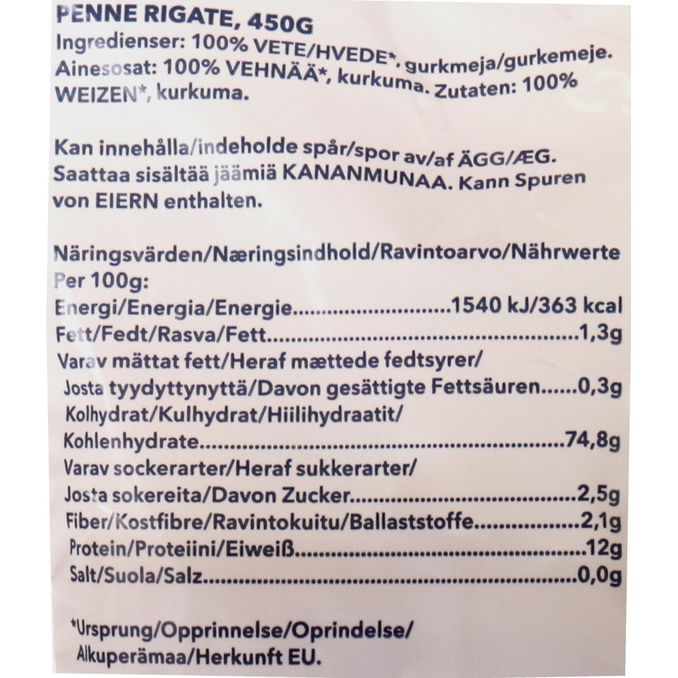 PENNE RIGATE, 450G
Ingredienser: 100% VETE/HVEDE*, gurkmeja/gurkemeje.
Ainesosat: 100% VEHNÄÄ*, kurkuma. Zutaten: 100%
WEIZEN*, kurkuma.
Kan innehålla/indeholde spår/spor av/af ÄGG/ÆG.
Saattaa sisältää jäämiä KANANMUNAA. Kann Spuren
von EIERN enthalten.
Näringsvärden/Næringsindhold/Ravintoarvo/Nährwerte
Per 100g:
Energi/Energia/Energie............................1540 kJ/363 kcal
Fett/Fedt/Rasva/Fett..........................................1,3g
Varav mättat fett/Heraf mættede fedtsyrer/
Josta tyydyttynyttä/Davon gesättigte Fettsäuren......0,3g
Kolhydrat/Kulhydrat/Hiilihydraatit/
Kohlenhydrate..................................................74,8g
Varav sockerarter/Heraf sukkerarter/
Josta sokereita/Davon Zucker..............................2,5g
Fiber/Kostfibre/Ravintokuitu/Ballaststoffe..............2,1g
Protein/Proteiini/Eiweiß......................................12g
Salt/Suola/Salz..................................................0,0g
*Ursprung/Opprinnelse/Oprindelse/
Alkuperämaa/Herkunft EU.